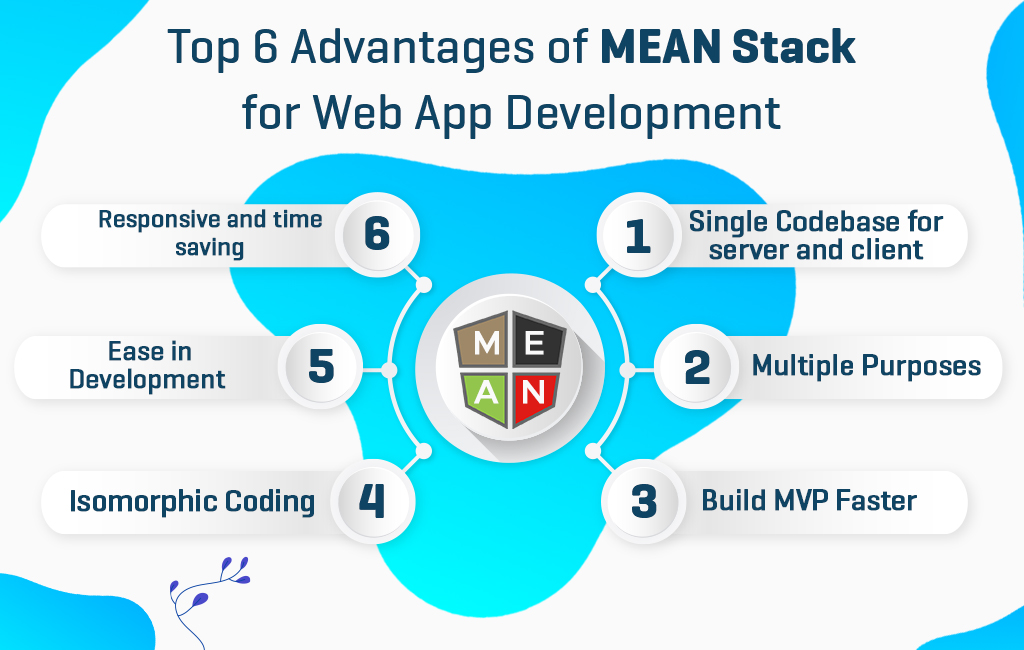 Top 6 Advantages of MEAN Stack
for Web App Development
1
Single Codebase for
server and client
2
Multiple Purposes
3
Build MVP Faster
4
Isomorphic Coding
5
Ease in
Development
6
Responsive and time
saving
M E
A N